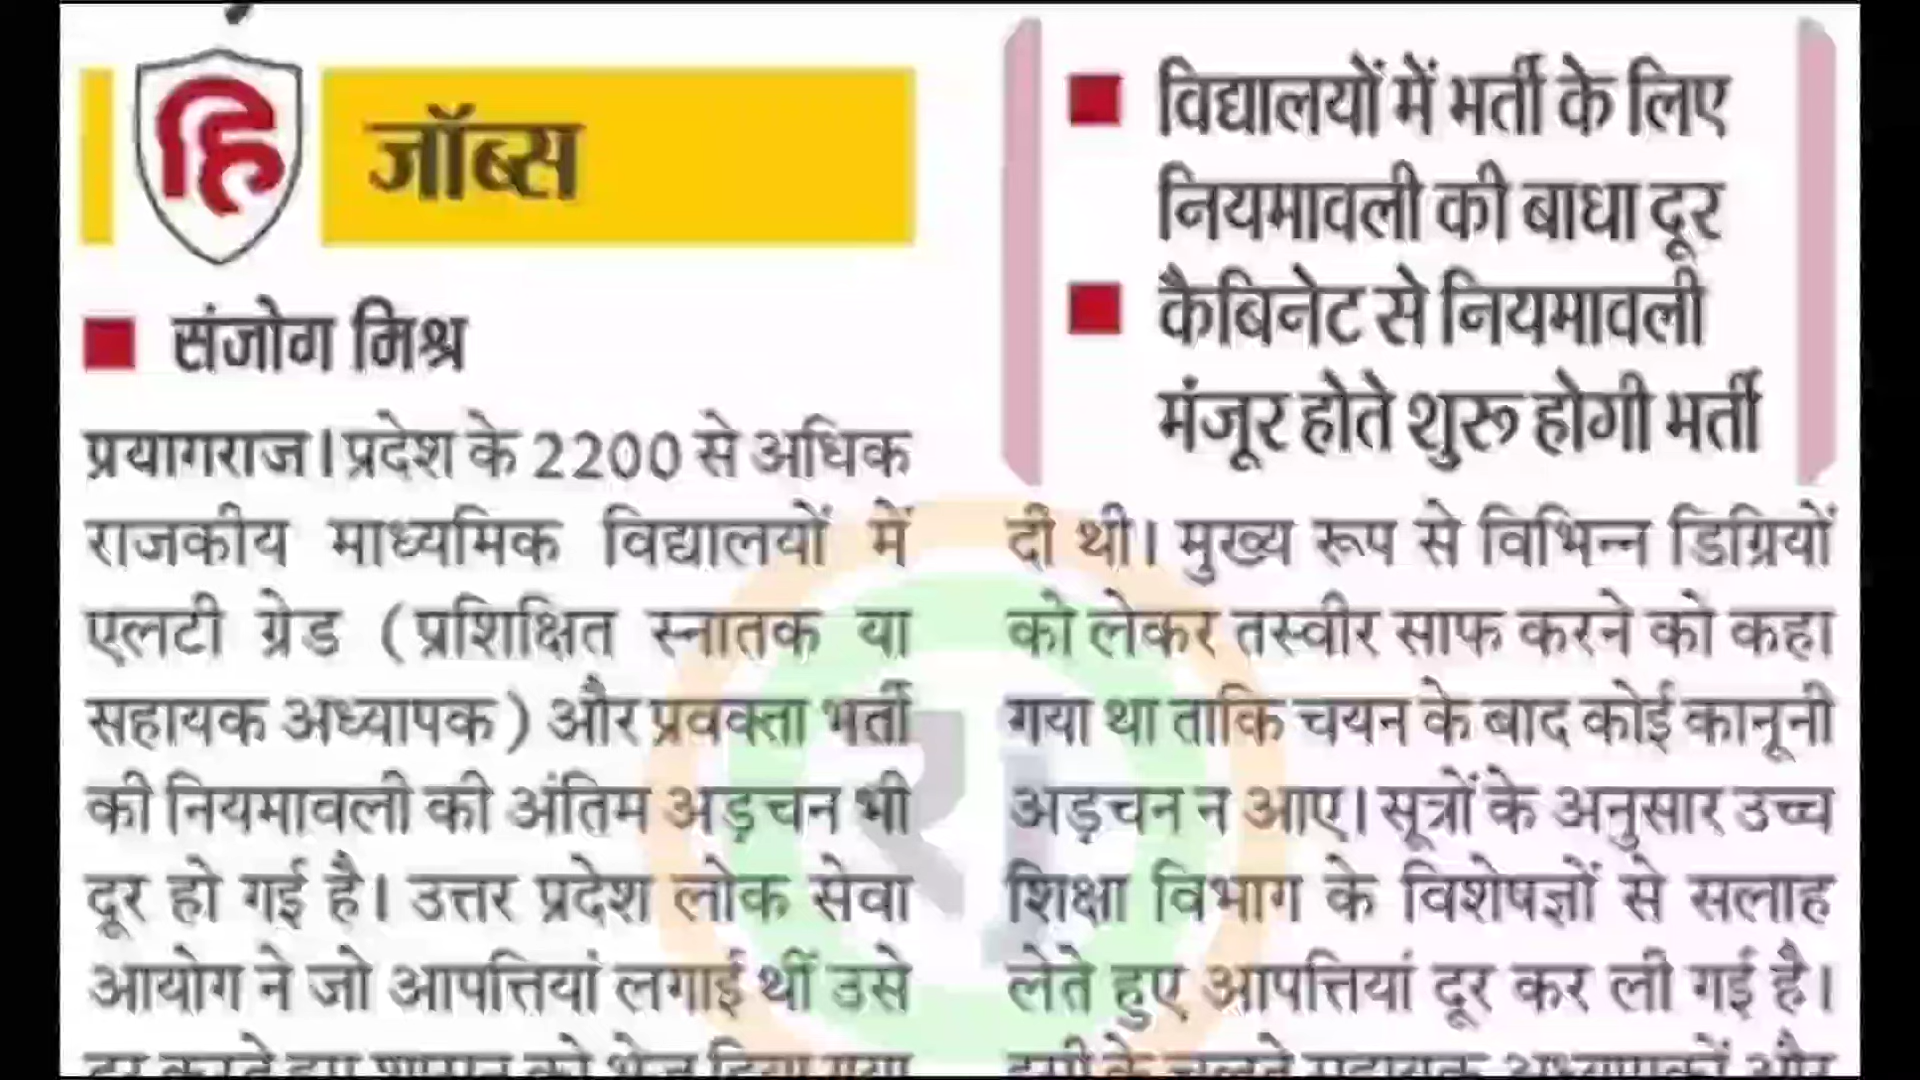 हि
जॉब्स
संजोग मिश्र
प्रयागराज। प्रदेश के 2200 से अधिक
राजकीय माध्यमिक विद्यालयों में
एलटी ग्रेड (प्रशिक्षित स्नातक या
सहायक अध्यापक) और प्रवक्ता भर्ती
की नियमावली की अंतिम अड़चन भी
दूर हो गई है। उत्तर प्रदेश लोक सेवा
आयोग ने जो आपत्तियां लगाई थीं उसे
विद्यालयों में भर्ती के लिए
नियमावली की बाधा दूर
कैबिनेट से नियमावली
मंजूर होते शुरू होगी भर्ती
दी थी। मुख्य रूप से विभिन्न डिग्रियों
को लेकर तस्वीर साफ करने को कहा
गया था ताकि चयन के बाद कोई कानूनी
अड़चन न आए। सूत्रों के अनुसार उच्च
शिक्षा विभाग के विशेषज्ञों से सलाह
लेते हुए आपत्तियां दूर कर ली गई है।